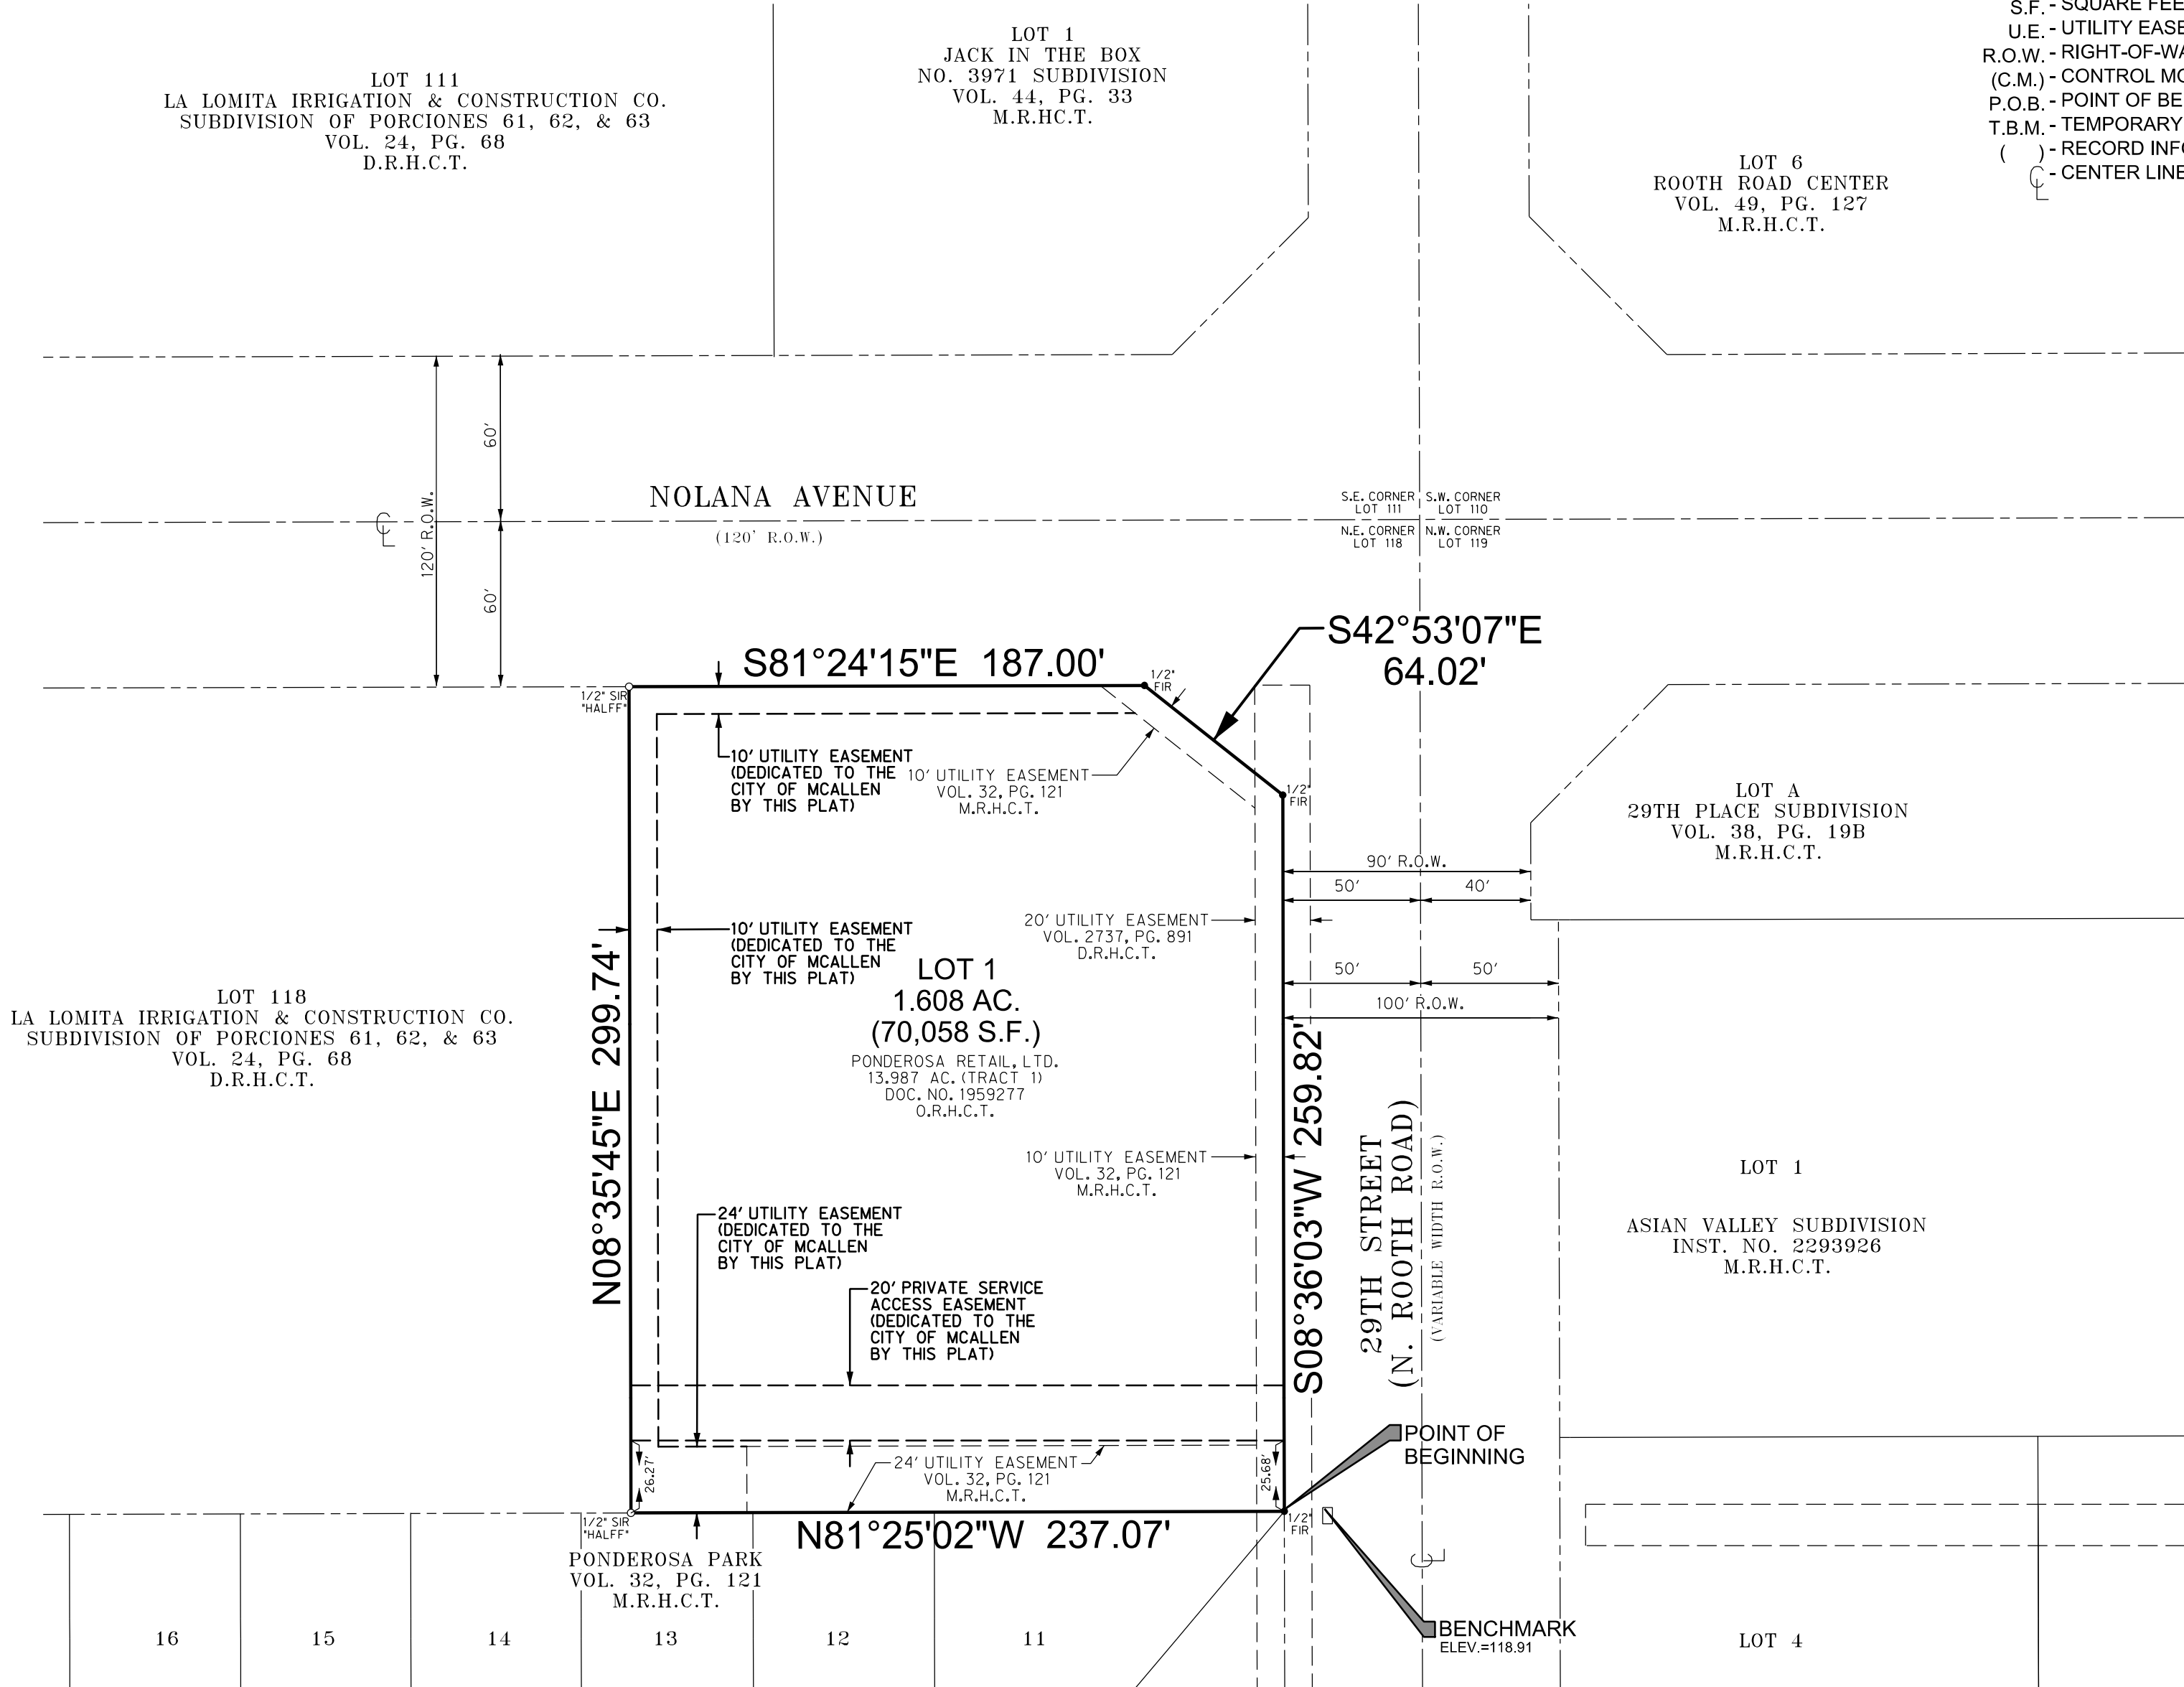 S.F. - SQUARE FEE
U.E. - UTILITY EASE
R.O.W. - RIGHT-OF-WA
(C.M.) - CONTROL MO
P.O.B. - POINT OF BE
T.B.M. - TEMPORARY
( ) - RECORD INFO
CL - CENTER LINE
LOT 111
LA LOMITA IRRIGATION & CONSTRUCTION CO.
SUBDIVISION OF PORCIONES 61, 62, & 63
VOL. 24, PG. 68
D.R.H.C.T.
LOT 1
JACK IN THE BOX
NO. 3971 SUBDIVISION
VOL. 44, PG. 33
M.R.HC.T.
LOT 6
ROOTH ROAD CENTER
VOL. 49, PG. 127
M.R.H.C.T.
60'
120' R.O.W.
60'
CL
NOLANA AVENUE
(120' R.O.W.)
S.E. CORNER
LOT 111
S.W. CORNER
LOT 110
N.E. CORNER
LOT 118
N.W. CORNER
LOT 119
S81°24'15"E 187.00'
S42°53'07"E
64.02'
1/2" SIR
"HALFF"
1/2"
FIR
1/2"
FIR
10' UTILITY EASEMENT
(DEDICATED TO THE
CITY OF MCALLEN
BY THIS PLAT)
10' UTILITY EASEMENT
VOL. 32, PG. 121
M.R.H.C.T.
LOT A
29TH PLACE SUBDIVISION
VOL. 38, PG. 19B
M.R.H.C.T.
90' R.O.W.
50'
40'
10' UTILITY EASEMENT
(DEDICATED TO THE
CITY OF MCALLEN
BY THIS PLAT)
20' UTILITY EASEMENT
VOL. 2737, PG. 891
D.R.H.C.T.
50'
50'
100' R.O.W.
LOT 118
LA LOMITA IRRIGATION & CONSTRUCTION CO.
SUBDIVISION OF PORCIONES 61, 62, & 63
VOL. 24, PG. 68
D.R.H.C.T.
N08°35'45"E 299.74'
LOT 1
1.608 AC.
(70,058 S.F.)
PONDEROSA RETAIL, LTD.
13.987 AC. (TRACT 1)
DOC. NO. 1959277
O.R.H.C.T.
S08°36'03"W 259.82'
10' UTILITY EASEMENT
VOL. 32, PG. 121
M.R.H.C.T.
29TH STREET
(N. ROOTH ROAD)
(VARIABLE WIDTH R.O.W.)
LOT 1
ASIAN VALLEY SUBDIVISION
INST. NO. 2293926
M.R.H.C.T.
24' UTILITY EASEMENT
(DEDICATED TO THE
CITY OF MCALLEN
BY THIS PLAT)
20' PRIVATE SERVICE
ACCESS EASEMENT
(DEDICATED TO THE
CITY OF MCALLEN
BY THIS PLAT)
POINT OF
BEGINNING
26.27'
24' UTILITY EASEMENT
VOL. 32, PG. 121
M.R.H.C.T.
25.68'
1/2" SIR
"HALFF"
N81°25'02"W 237.07'
1/2"
FIR
CL
PONDEROSA PARK
VOL. 32, PG. 121
M.R.H.C.T.
16
15
14
13
12
11
BENCHMARK
ELEV.=118.91
LOT 4